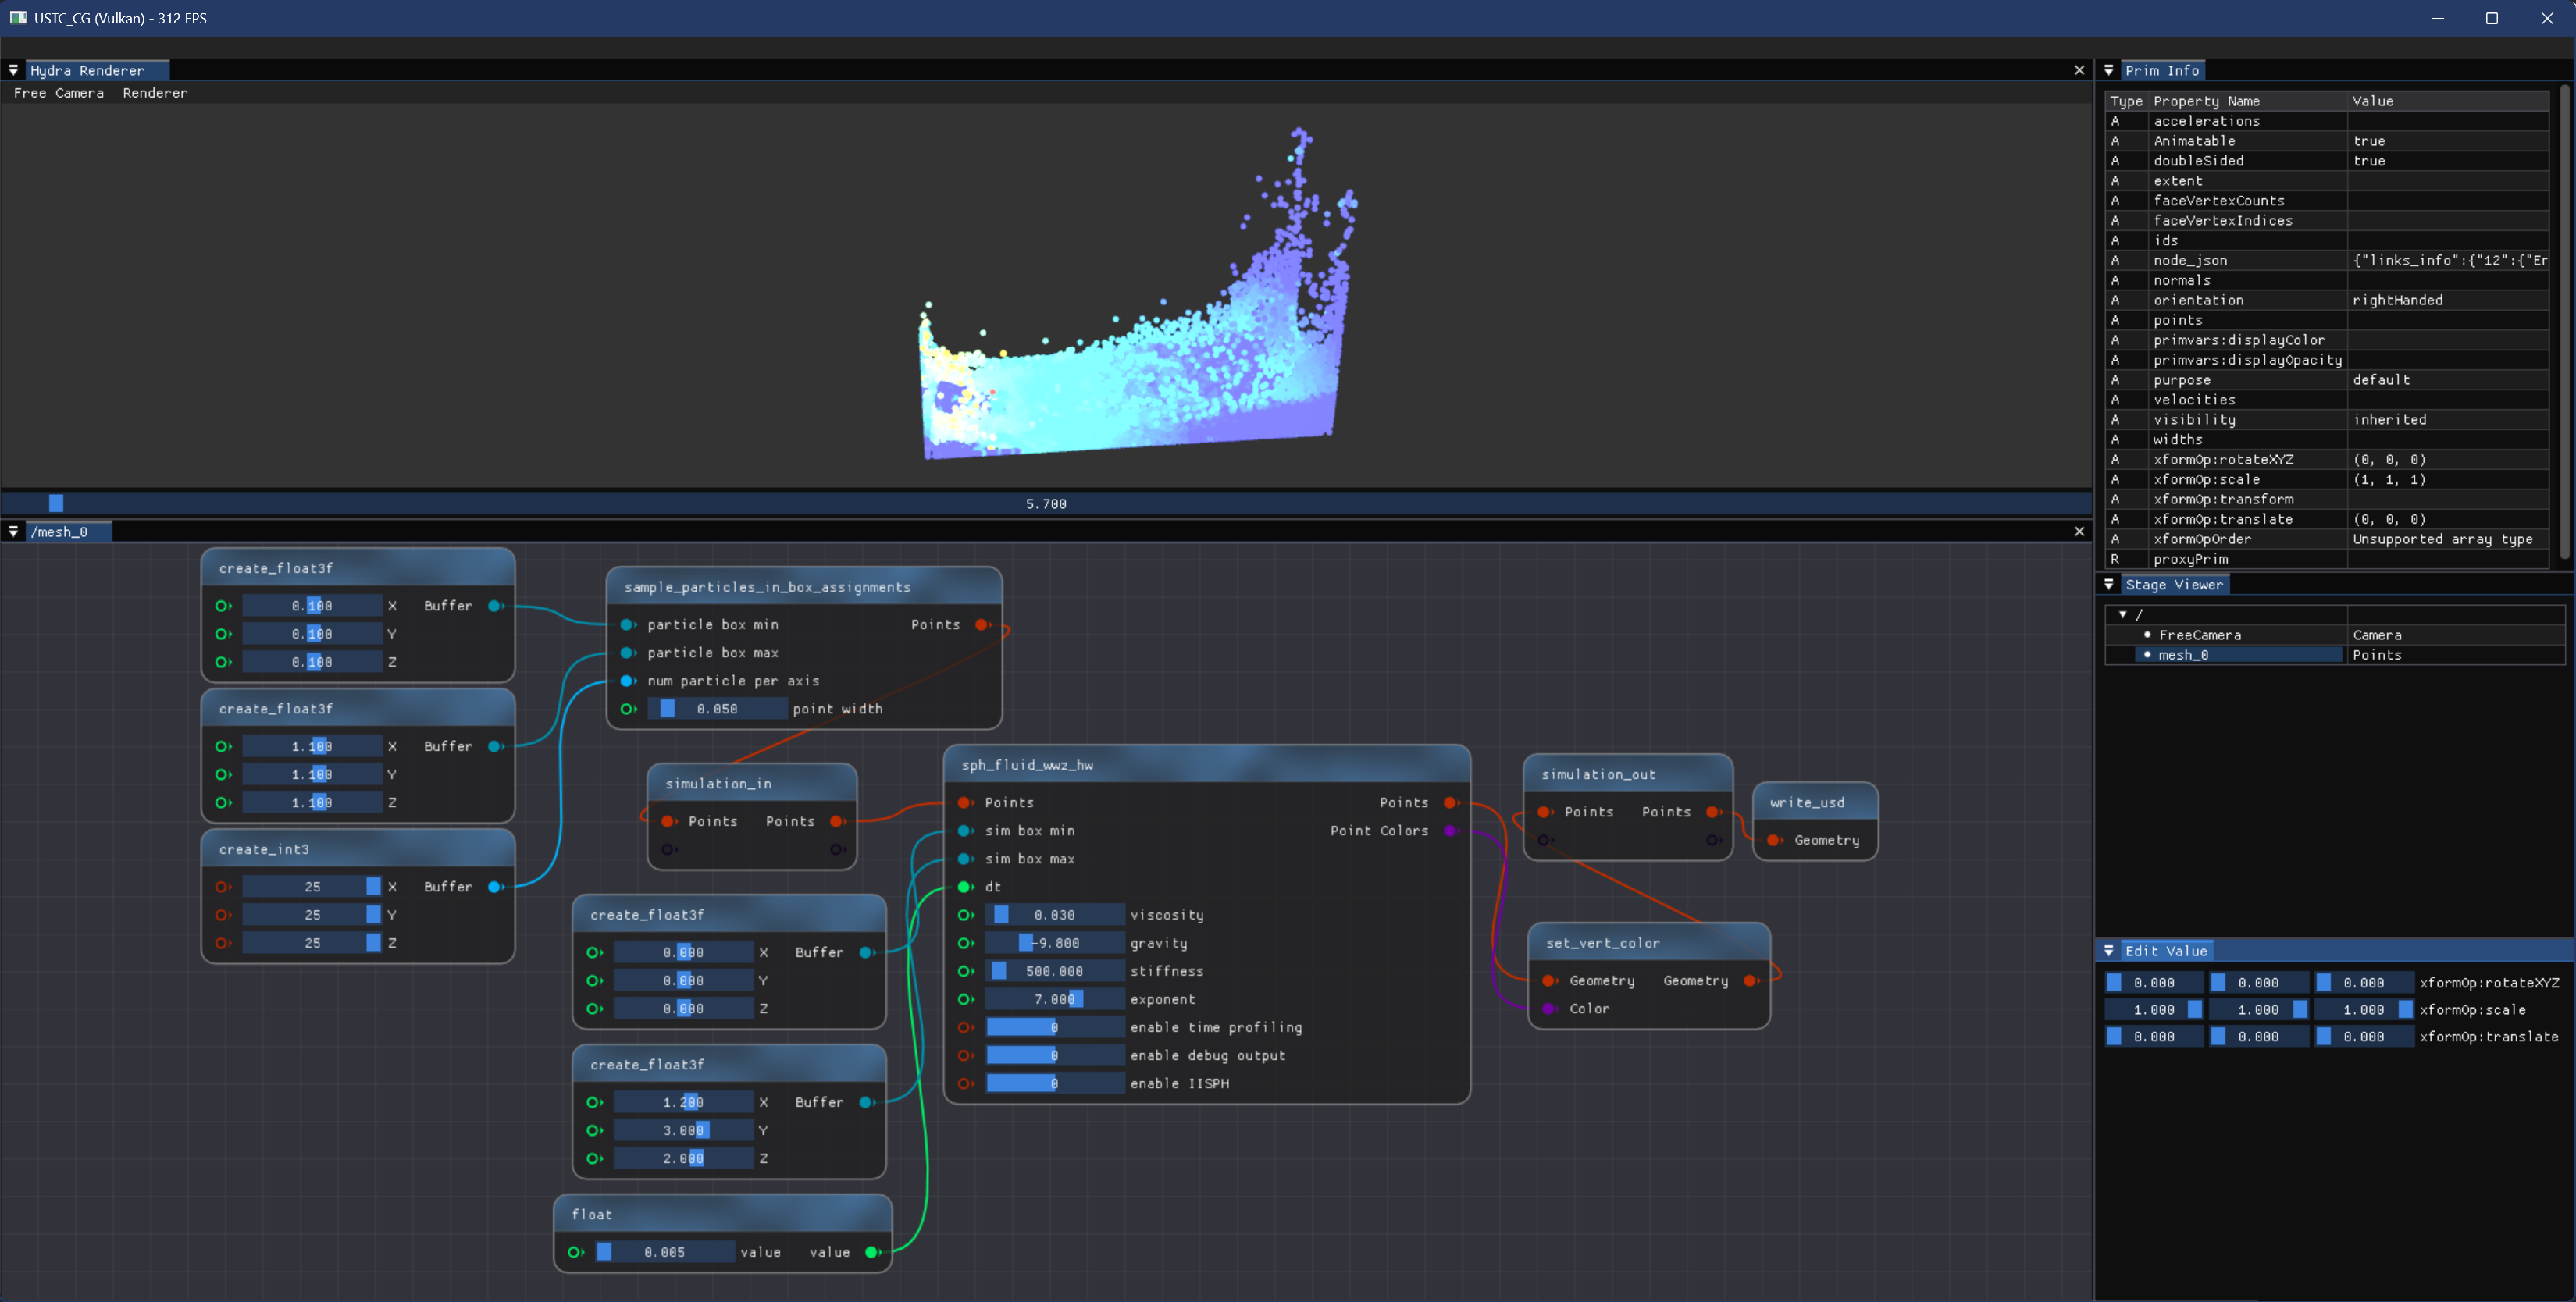 USTC_CG (Vulkan) - 312 FPS
Hydra Renderer
Free Camera Renderer
5.700
/mesh_0
create_float3f
0.100 X Buffer
0.100 Y
0.100 Z
create_float3f
1.100 X Buffer
1.100 Y
1.100 Z
create_int3
25 X Buffer
25 Y
25 Z
sample_particles_in_box_assignments
particle box min Points
particle box max
num particle per axis
0.050 point width
simulation_in
Points Points
create_float3f
0.000 X Buffer
0.000 Y
0.000 Z
create_float3f
1.200 X Buffer
3.000 Y
2.000 Z
float
0.005 value value
sph_fluid_wwz_hw
Points Points
sim box min Point Colors
sim box max
dt
0.030 viscosity
-9.800 gravity
500.000 stiffness
7.000 exponent
0 enable time profiling
0 enable debug output
0 enable IISPH
simulation_out
Points Points
write_usd
Geometry
set_vert_color
Geometry Geometry
Color
Prim Info
Type Property Name Value
A accelerations
A Animatable true
A doubleSided true
A extent
A faceVertexCounts
A faceVertexIndices
A ids
A node_json {"links_info":{"12":{"Er
A normals
A orientation rightHanded
A points
A primvars:displayColor
A primvars:displayOpacity
A purpose default
A velocities
A visibility inherited
A widths
A xformOp:rotateXYZ (0, 0, 0)
A xformOp:scale (1, 1, 1)
A xformOp:transform
A xformOp:translate (0, 0, 0)
A xformOpOrder Unsupported array type
R proxyPrim
Stage Viewer
/
FreeCamera Camera
mesh_0 Points
Edit Value
0.000 0.000 0.000 xformOp:rotateXYZ
1.000 1.000 1.000 xformOp:scale
0.000 0.000 0.000 xformOp:translate